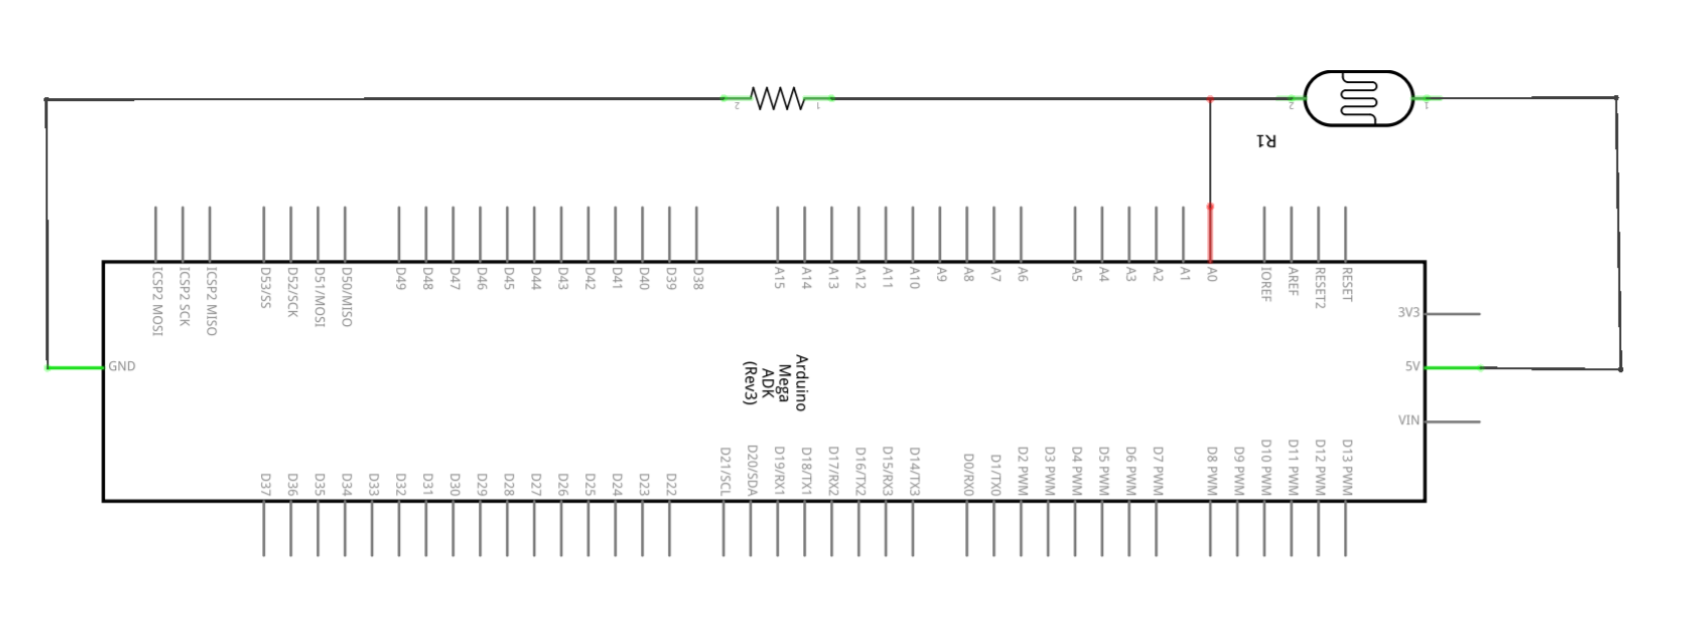 2
1
2
1
R1
ICSP2 MOSI
ICSP2 SCK
ICSP2 MISO
D53/SS
D52/SCK
D51/MOSI
D50/MISO
D49
D48
D47
D46
D45
D44
D43
D42
D41
D40
D39
D38
A15
A14
A13
A12
A11
A10
A9
A8
A7
A6
A5
A4
A3
A2
A1
A0
IOREF
AREF
RESET2
RESET
3V3
GND
5V
Arduino
Mega
ADK
(Rev3)
VIN
D37
D36
D35
D34
D33
D32
D31
D30
D29
D28
D27
D26
D25
D24
D23
D22
D21/SCL
D20/SDA
D19/RX1
D18/TX1
D17/RX2
D16/TX2
D15/RX3
D14/TX3
D0/RX0
D1/TX0
D2 PWM
D3 PWM
D4 PWM
D5 PWM
D6 PWM
D7 PWM
D8 PWM
D9 PWM
D10 PWM
D11 PWM
D12 PWM
D13 PWM